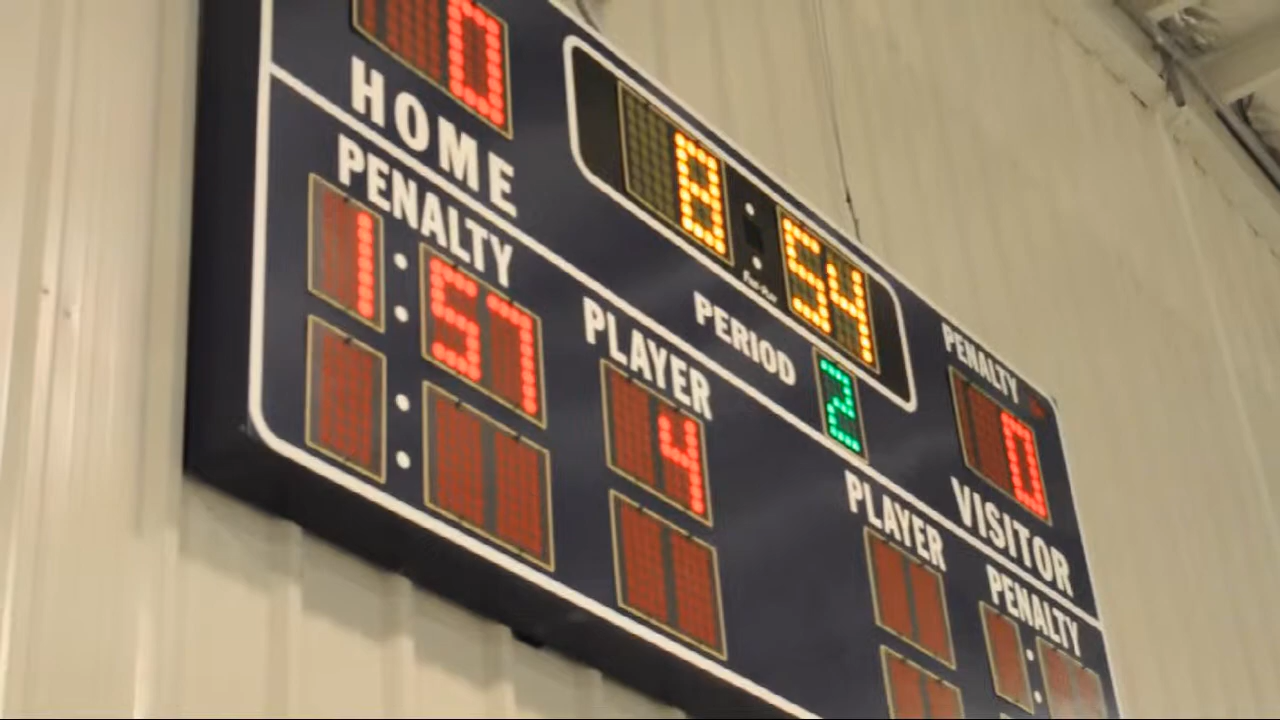 0
HOME
8:54
PERIOD
2
PENALTY
0
VISITOR
PENALTY
1:57
PLAYER
4
PLAYER
PENALTY